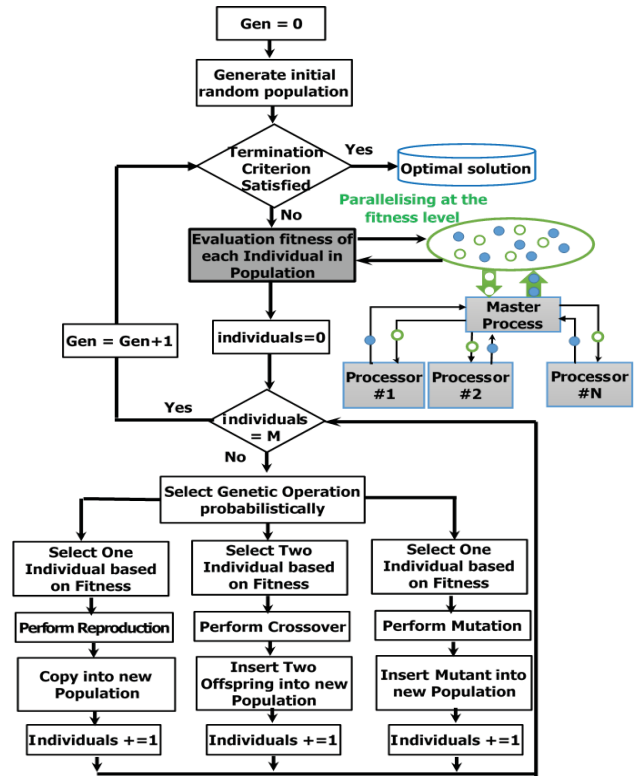 Gen = 0
Generate initial
random population
Termination
Criterion
Satisfied
Yes
Optimal solution
No
Parallelising at the
fitness level
Evaluation fitness of
each Individual in
Population
Master
Process
Gen = Gen+1
individuals=0
Processor
#1
Processor
#2
Processor
#N
Yes
individuals
= M
No
Select Genetic Operation
probabilistically
Select One
Individual based
on Fitness
Select Two
Individual based
on Fitness
Select One
Individual based
on Fitness
Perform Reproduction
Perform Crossover
Perform Mutation
Copy into new
Population
Insert Two
Offspring into new
Population
Insert Mutant into
new Population
Individuals +=1
Individuals +=1
Individuals +=1